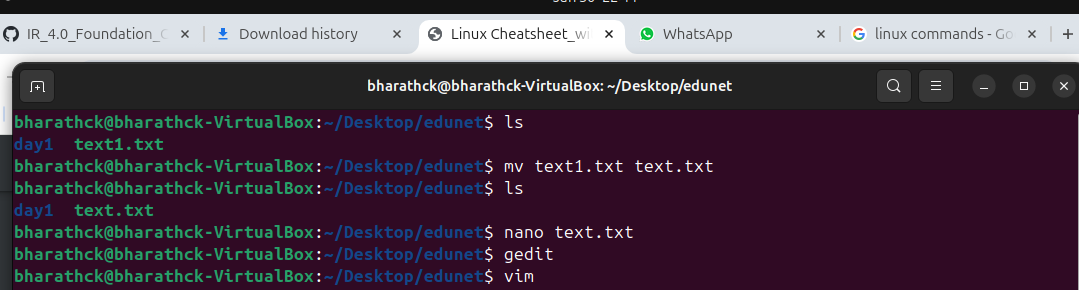 IR_4.0_Foundation_C
Download history
Linux Cheatsheet_wi
WhatsApp
linux commands - Go
bharathck@bharathck-VirtualBox: ~/Desktop/edunet
bharathck@bharathck-VirtualBox:~/Desktop/edunet$ ls
day1 text1.txt
bharathck@bharathck-VirtualBox:~/Desktop/edunet$ mv text1.txt text.txt
bharathck@bharathck-VirtualBox:~/Desktop/edunet$ ls
day1 text.txt
bharathck@bharathck-VirtualBox:~/Desktop/edunet$ nano text.txt
bharathck@bharathck-VirtualBox:~/Desktop/edunet$ gedit
bharathck@bharathck-VirtualBox:~/Desktop/edunet$ vim